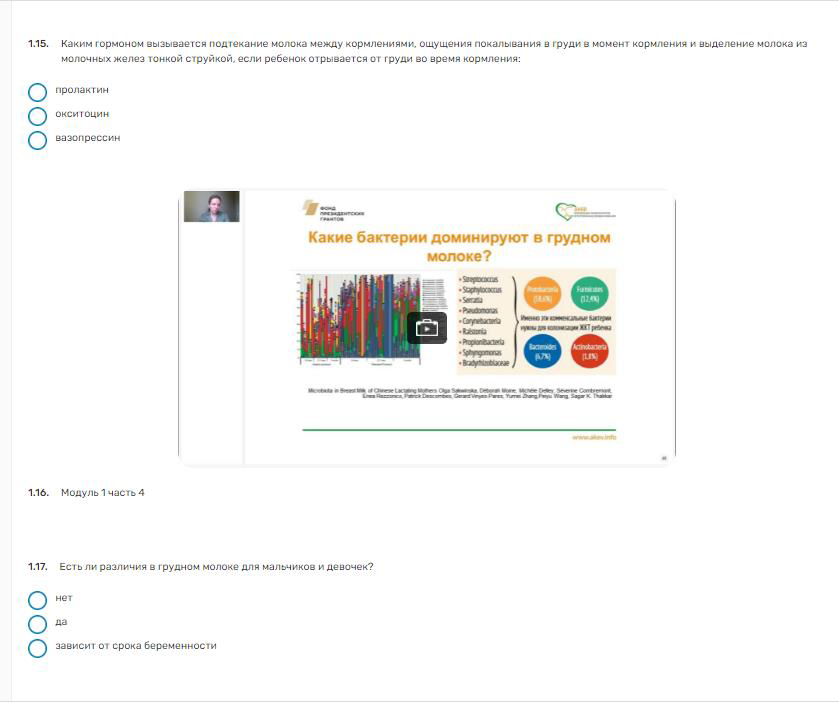 1.15. Каким гормоном вызывается подтекание молока между кормлениями, ощущения покалывания в груди в момент кормления и выделение молока из
молочных желез тонкой струйкой, если ребенок отрывается от груди во время кормления:
пролактин
окситоцин
вазопрессин
ФОНД
ПРЕЗИДЕНТСКИХ
ГРАНТОВ
Какие бактерии доминируют в грудном
молоке?
• Streptococcus
• Staphylococcus
• Serratia
• Pseudomonas
• Corynebacteria
• Ralstonia
• Propionibacteria
• Sphyngomonas
• Bradyrhizobiaceae
Proteobacteria
Firmicutes
(12,4%)
Именно эти комменсальные бактерии
нужны для колонизации ЖКТ ребенка
Bacteroides
(6,7%)
Actinobacteria
(1,8%)
Microbiota in Breast Milk of Chinese Lactating Mothers Olga Sakwinska, Deborah Moine, Michèle Delley, Séverine Combremont,
Enea Rezzonico, Patrick Descombes, Gerard Vinyes-Pares, Yumei Zhang, Peiyu Wang, Sagar K. Thakkar
www.akev.info
1.16. Модуль 1 часть 4
1.17. Есть ли различия в грудном молоке для мальчиков и девочек?
нет
да
зависит от срока беременности